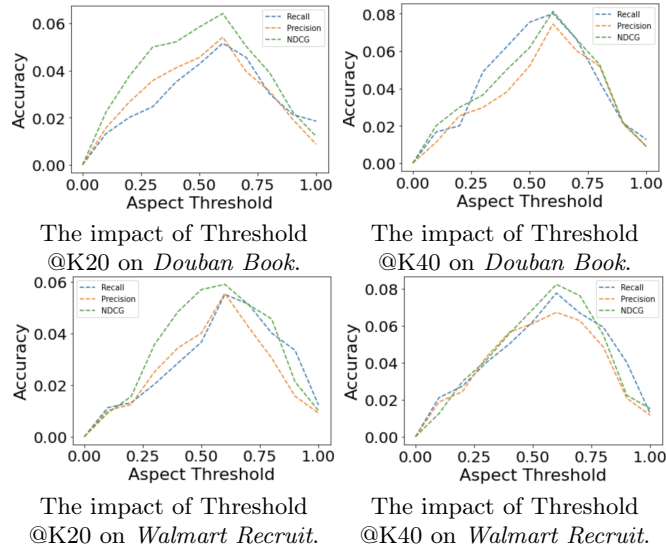 0.06
0.04
0.02
0.00
Accuracy
Recall
Precision
NDCG
0.00 0.25 0.50 0.75 1.00
Aspect Threshold
The impact of Threshold
@K20 on Douban Book.
0.08
0.06
0.04
0.02
0.00
Accuracy
Recall
Precision
NDCG
0.00 0.25 0.50 0.75 1.00
Aspect Threshold
The impact of Threshold
@K40 on Douban Book.
0.06
0.04
0.02
0.00
Accuracy
Recall
Precision
NDCG
0.00 0.25 0.50 0.75 1.00
Aspect Threshold
The impact of Threshold
@K20 on Walmart Recruit.
0.08
0.06
0.04
0.02
0.00
Accuracy
Recall
Precision
NDCG
0.00 0.25 0.50 0.75 1.00
Aspect Threshold
The impact of Threshold
@K40 on Walmart Recruit.